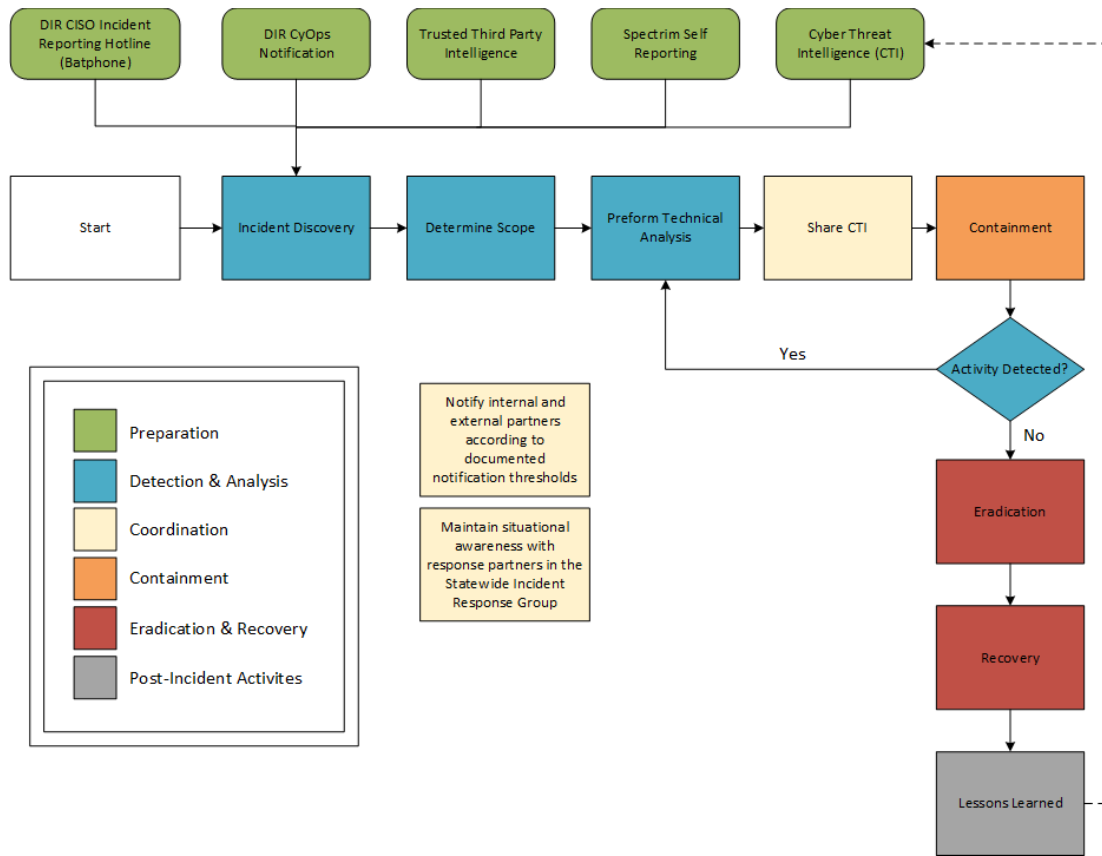 DIR CISO Incident
Reporting Hotline
(Batphone)
DIR CyOps
Notification
Trusted Third Party
Intelligence
Spectrim Self
Reporting
Cyber Threat
Intelligence (CTI)
Start
Incident Discovery
Determine Scope
Preform Technical
Analysis
Share CTI
Containment
Activity Detected?
Yes
No
Notify internal and
external partners
according to
documented
notification thresholds
Maintain situational
awareness with
response partners in the
Statewide Incident
Response Group
Preparation
Detection & Analysis
Coordination
Containment
Eradication & Recovery
Post-Incident Activites
Eradication
Recovery
Lessons Learned